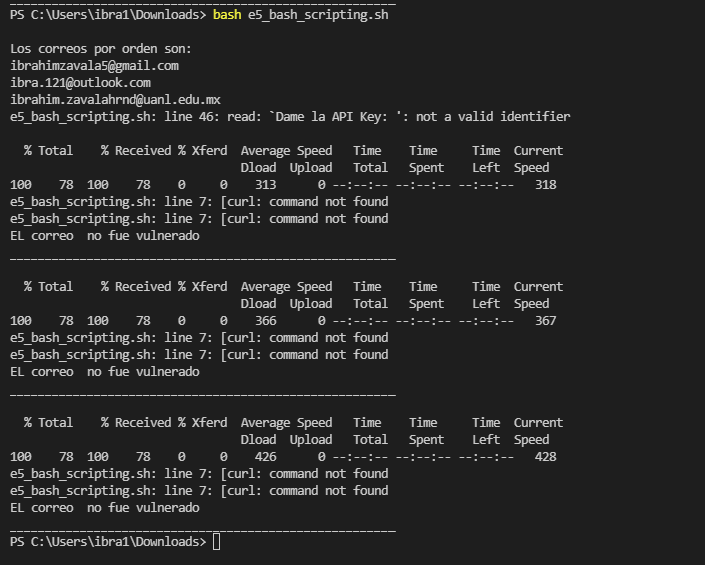 _______________________________________________________
PS C:\Users\ibra1\Downloads> bash e5_bash_scripting.sh
Los correos por orden son:
ibrahimzavala5@gmail.com
ibra.121@outlook.com
ibrahim.zavalahrnd@uanl.edu.mx
e5_bash_scripting.sh: line 46: read: `Dame la API Key: ': not a valid identifier
% Total % Received % Xferd Average Speed Time Time Time Current
Dload Upload Total Spent Left Speed
100 78 100 78 0 0 313 0 --:--:-- --:--:-- --:--:-- 318
e5_bash_scripting.sh: line 7: [curl: command not found
e5_bash_scripting.sh: line 7: [curl: command not found
EL correo  no fue vulnerado
_______________________________________________________
% Total % Received % Xferd Average Speed Time Time Time Current
Dload Upload Total Spent Left Speed
100 78 100 78 0 0 366 0 --:--:-- --:--:-- --:--:-- 367
e5_bash_scripting.sh: line 7: [curl: command not found
e5_bash_scripting.sh: line 7: [curl: command not found
EL correo  no fue vulnerado
_______________________________________________________
% Total % Received % Xferd Average Speed Time Time Time Current
Dload Upload Total Spent Left Speed
100 78 100 78 0 0 426 0 --:--:-- --:--:-- --:--:-- 428
e5_bash_scripting.sh: line 7: [curl: command not found
e5_bash_scripting.sh: line 7: [curl: command not found
EL correo  no fue vulnerado
_______________________________________________________
PS C:\Users\ibra1\Downloads>